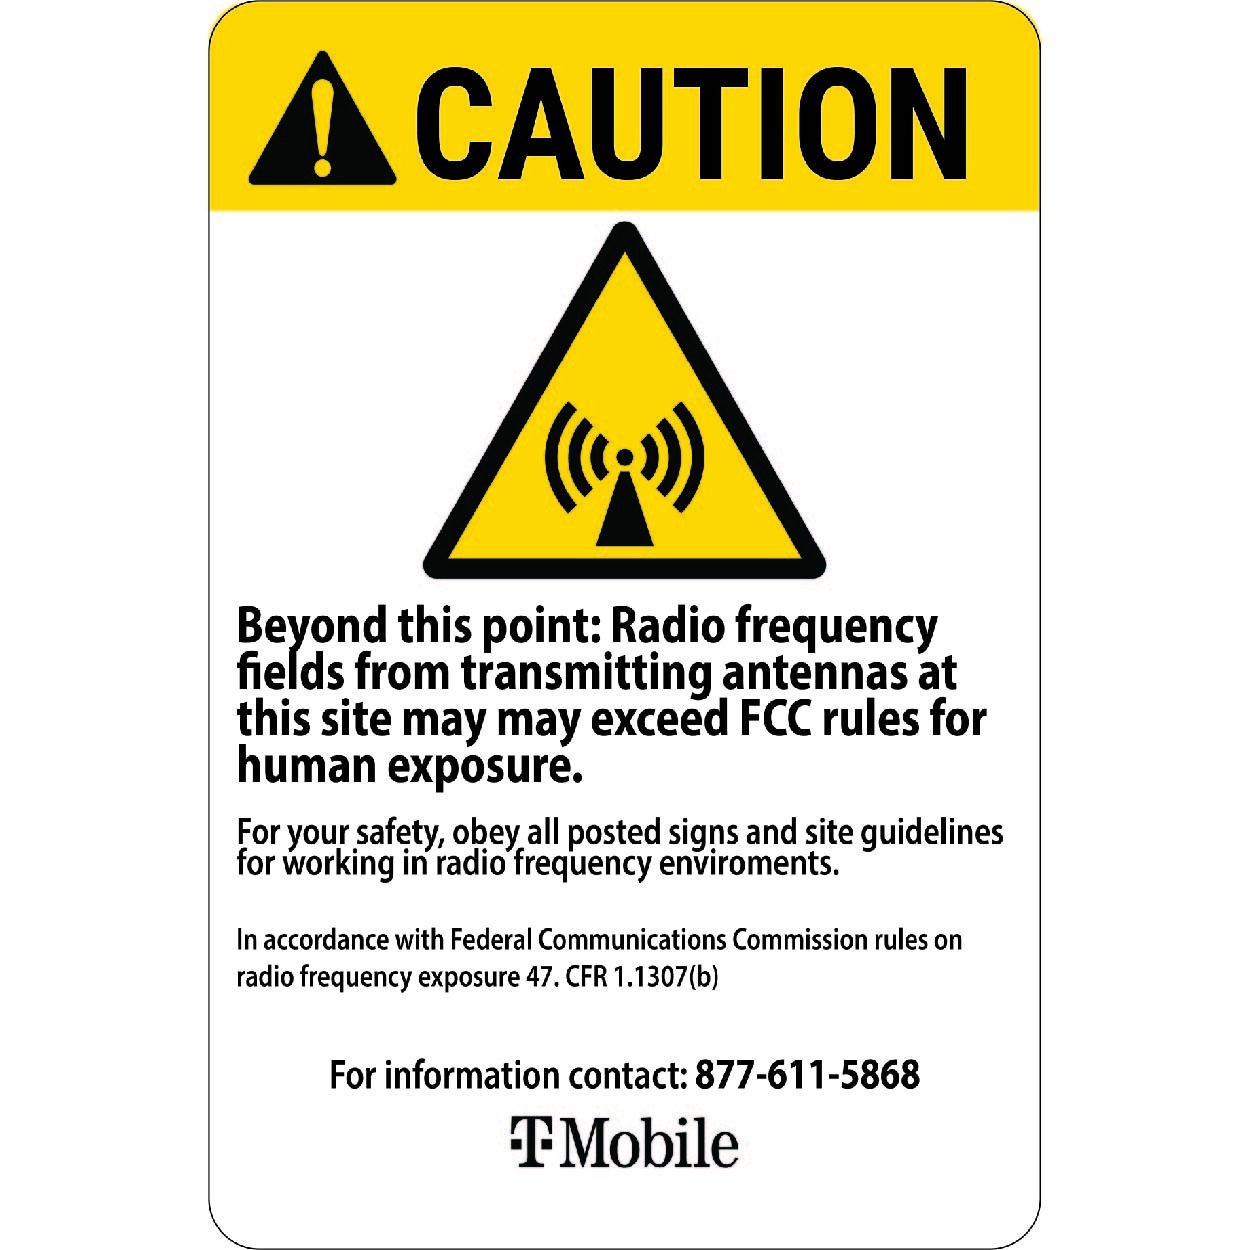 CAUTION
Beyond this point: Radio frequency
fields from transmitting antennas at
this site may may exceed FCC rules for
human exposure.
For your safety, obey all posted signs and site guidelines
for working in radio frequency enviroments.
In accordance with Federal Communications Commission rules on
radio frequency exposure 47. CFR 1.1307(b)
For information contact: 877-611-5868
T Mobile